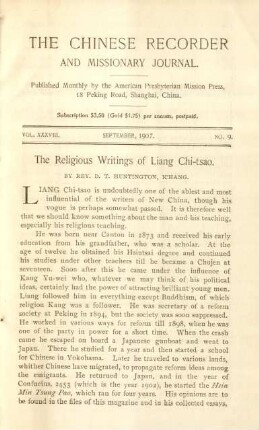 THE CHINESE RECORDER
AND MISSIONARY JOURNAL.
Published Monthly by the American Presbyterian Mission Press,
18 Peking Road, Shanghai, China.
Subscription $3.50 (Gold $1.75) per annum, postpaid.
VOL. XXXVIII. SEPTEMBER, 1907. NO. 9.
The Religious Writings of Liang Chi-tsao.
BY REV. D. T. HUNTINGTON, ICHANG.
LIANG Chi-tsao is undoubtedly one of the ablest and most
influential of the writers of New China, though his
vogue is perhaps somewhat passed. It is therefore well
that we should know something about the man and his teaching,
especially his religious teaching.
He was born near Canton in 1873 and received his early
education from his grandfather, who was a scholar. At the
age of twelve he obtained his Hsiutsai degree and continued
his studies under other teachers till he became a Chujen at
seventeen. Soon after this he came under the influence of
Kang Yu-wei who, whatever we may think of his political
ideas, certainly had the power of attracting brilliant young men.
Liang followed him in everything except Buddhism, of which
religion Kang was a follower. He was secretary of a reform
society at Peking in 1894, but the society was soon suppressed.
He worked in various ways for reform till 1898, when he was
one of the party in power for a short time. When the crash
came he escaped on board a Japanese gunboat and went to
Japan. There he studied for a year and then started a school
for Chinese in Yokohama. Later he traveled to various lands,
whither Chinese have migrated, to propagate reform ideas among
the emigrants. He returned to Japan, and in the year of
Confucius, 2453 (which is the year 1902), he started the Hsin
Min Tsung Pao, which ran for four years. His opinions are to
be found in the files of this magazine and in his collected essays,